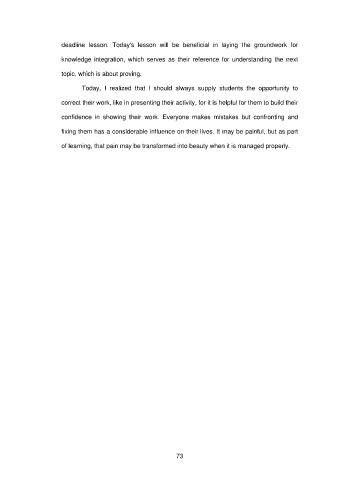 deadline lesson. Today's lesson will be beneficial in laying the groundwork for
knowledge integration, which serves as their reference for understanding the next
topic, which is about proving.
Today, I realized that I should always supply students the opportunity to
correct their work, like in presenting their activity, for it is helpful for them to build their
confidence in showing their work. Everyone makes mistakes but confronting and
fixing them has a considerable influence on their lives. It may be painful, but as part
of learning, that pain may be transformed into beauty when it is managed properly.
73